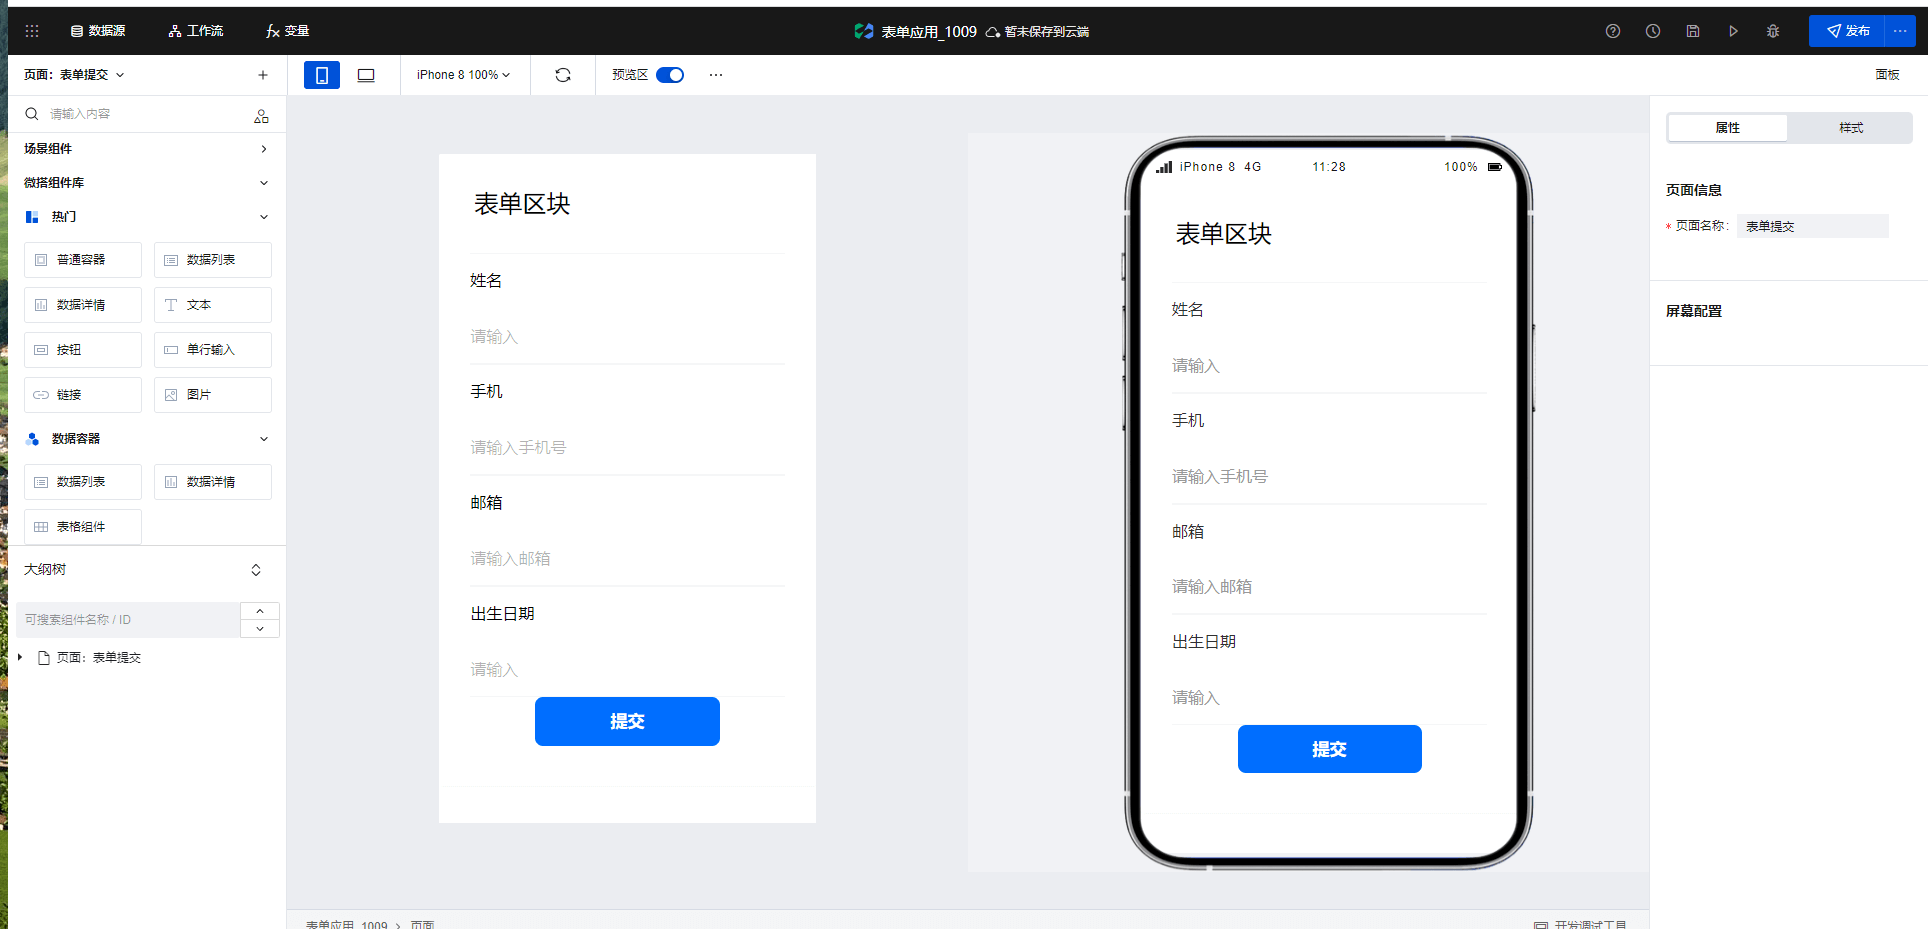 数据源
工作流
fx 变量
表单应用_1009
暂未保存到云端
发布
页面：表单提交
iPhone 8 100%
预览区
面板
请输入内容
场景组件
微搭组件库
热门
普通容器
数据列表
数据详情
文本
按钮
单行输入
链接
图片
数据容器
数据列表
数据详情
表格组件
大纲树
可搜索组件名称 / ID
页面：表单提交
表单区块
姓名
请输入
手机
请输入手机号
邮箱
请输入邮箱
出生日期
请输入
提交
iPhone 8 4G
11:28
100%
表单区块
姓名
请输入
手机
请输入手机号
邮箱
请输入邮箱
出生日期
请输入
提交
属性
样式
页面信息
* 页面名称：
表单提交
屏幕配置
表单应用_1009 > 页面
开发调试工具